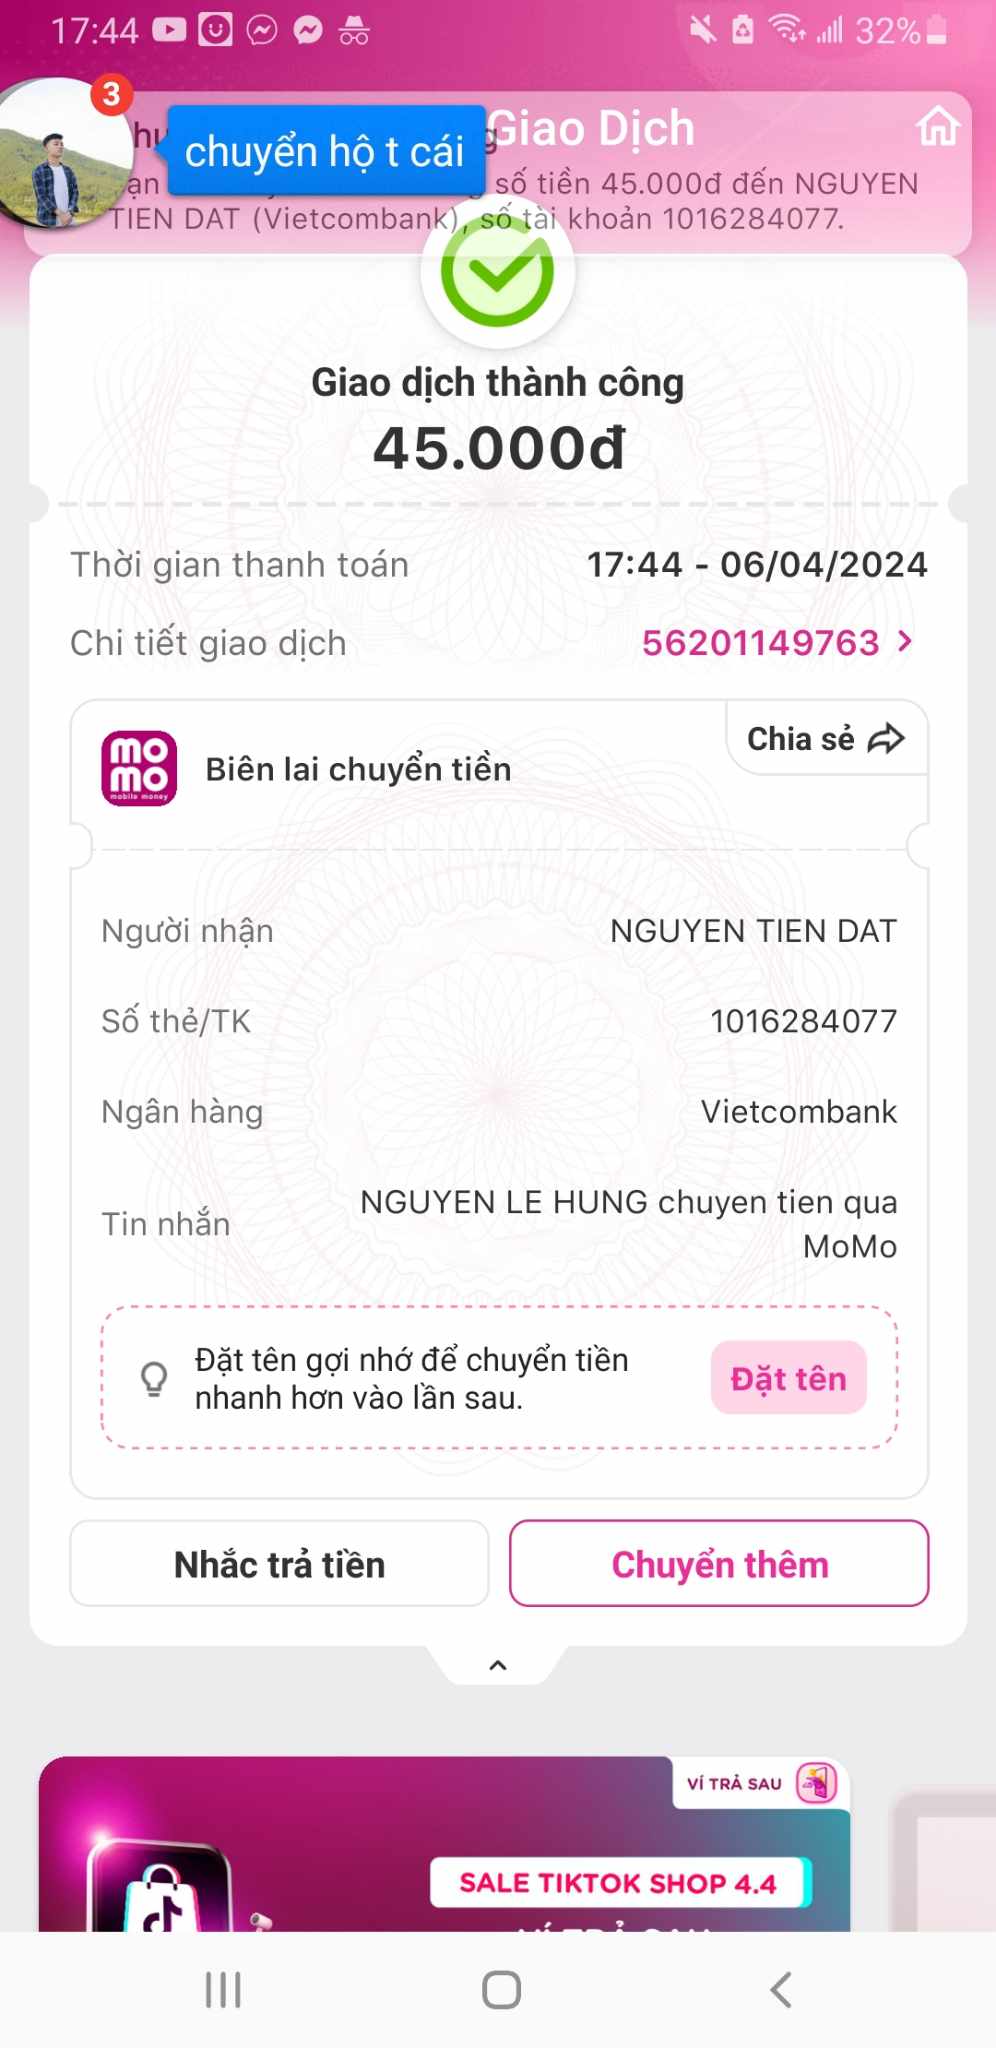 17:44
32%
3
chuyển hộ t cái
Giao Dịch
số tiền 45.000đ đến NGUYEN
TIEN DAT (Vietcombank), số tài khoản 1016284077.
Giao dịch thành công
45.000đ
Thời gian thanh toán 17:44 - 06/04/2024
Chi tiết giao dịch 56201149763
mo
mo
mobile money
Biên lai chuyển tiền
Chia sẻ
Người nhận NGUYEN TIEN DAT
Số thẻ/TK 1016284077
Ngân hàng Vietcombank
Tin nhắn NGUYEN LE HUNG chuyen tien qua
MoMo
Đặt tên gợi nhớ để chuyển tiền
nhanh hơn vào lần sau.
Đặt tên
Nhắc trả tiền Chuyển thêm
VÍ TRẢ SAU
SALE TIKTOK SHOP 4.4
VÍ TRẢ SAU